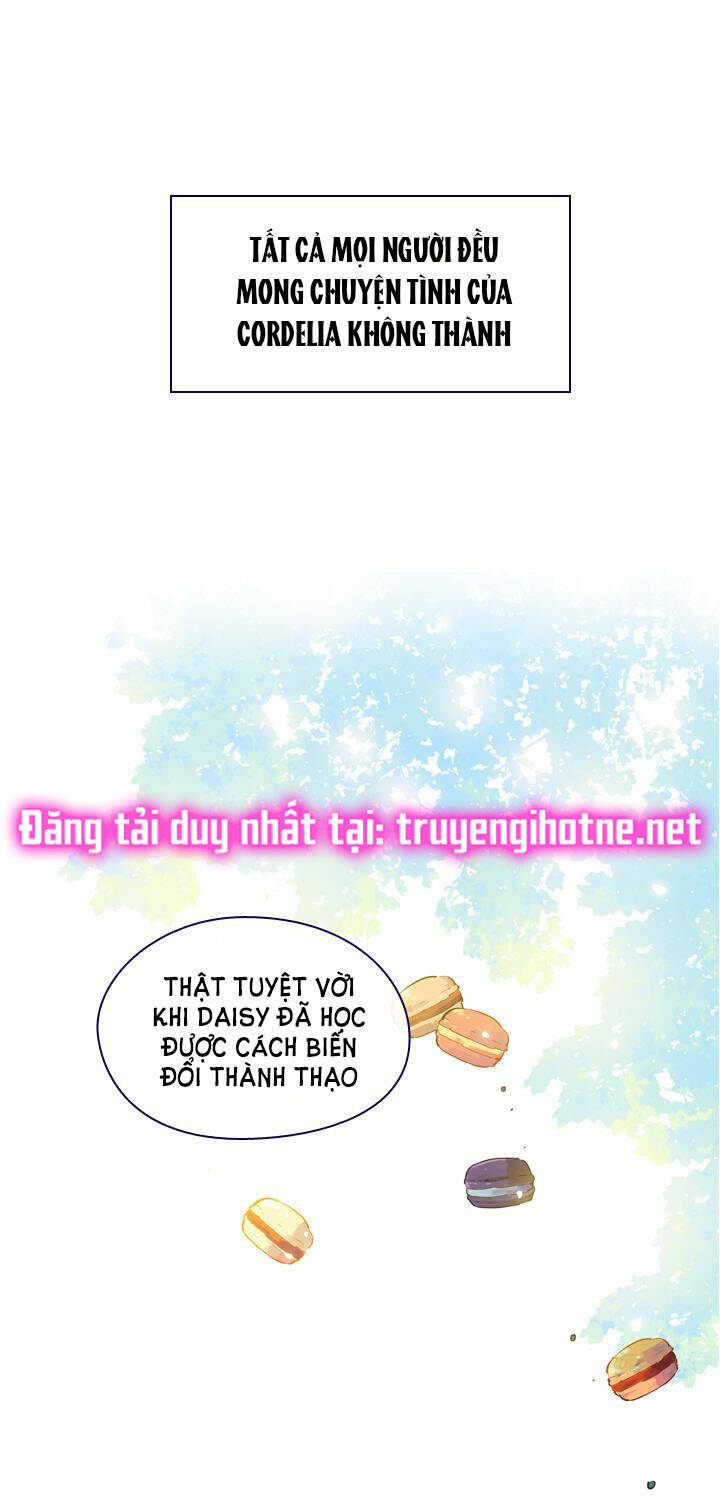 TẤT CẢ MỌI NGƯỜI ĐỀU
MONG CHUYỆN TÌNH CỦA
CORDELIA KHÔNG THÀNH
Đăng tải duy nhất tại: truyengihotne.net
THẬT TUYỆT VỜI
KHI DAISY ĐÃ HỌC
ĐƯỢC CÁCH BIẾN
ĐỔI THÀNH THẠO